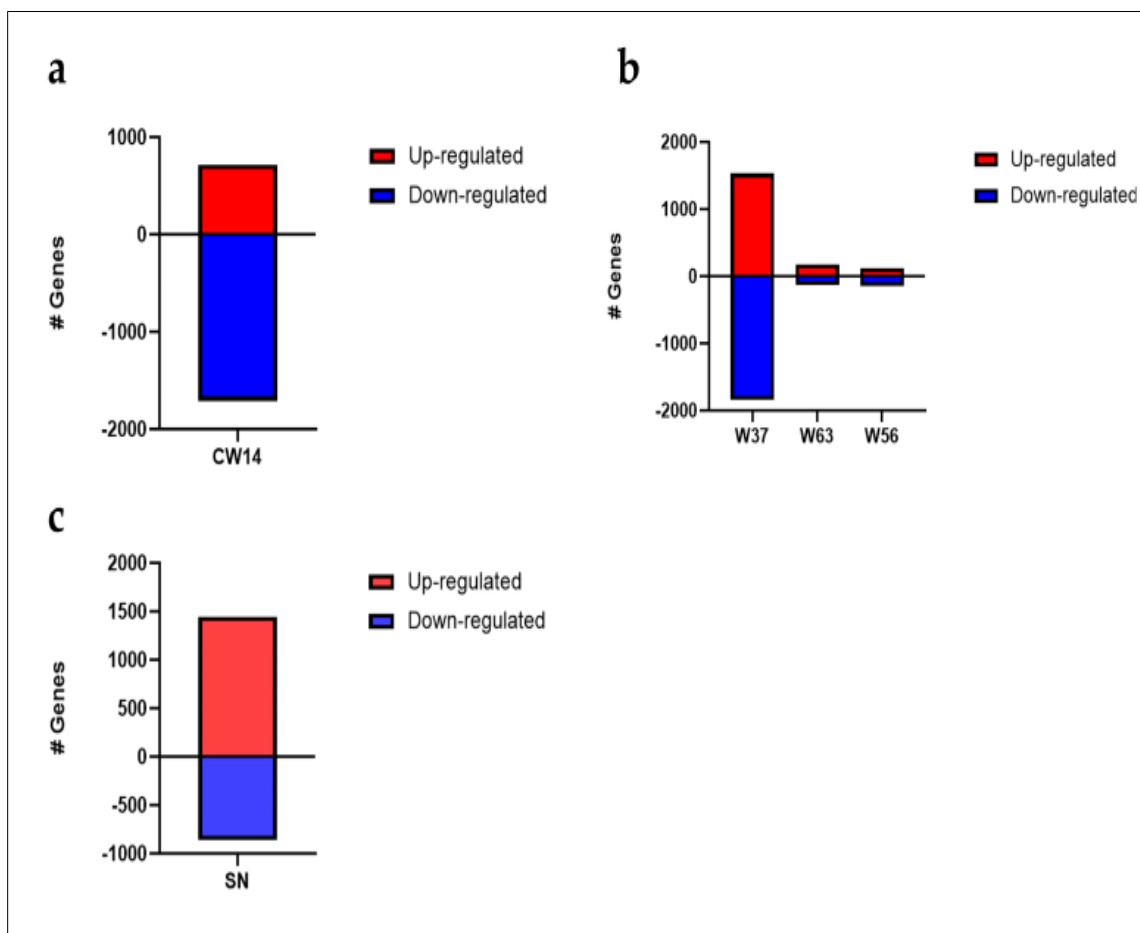 a
1000
0
-1000
-2000
# Genes
CW14
Up-regulated
Down-regulated
b
2000
1000
0
-1000
-2000
# Genes
W37 W63 W56
Up-regulated
Down-regulated
c
2000
1500
1000
500
0
-500
-1000
# Genes
SN
Up-regulated
Down-regulated